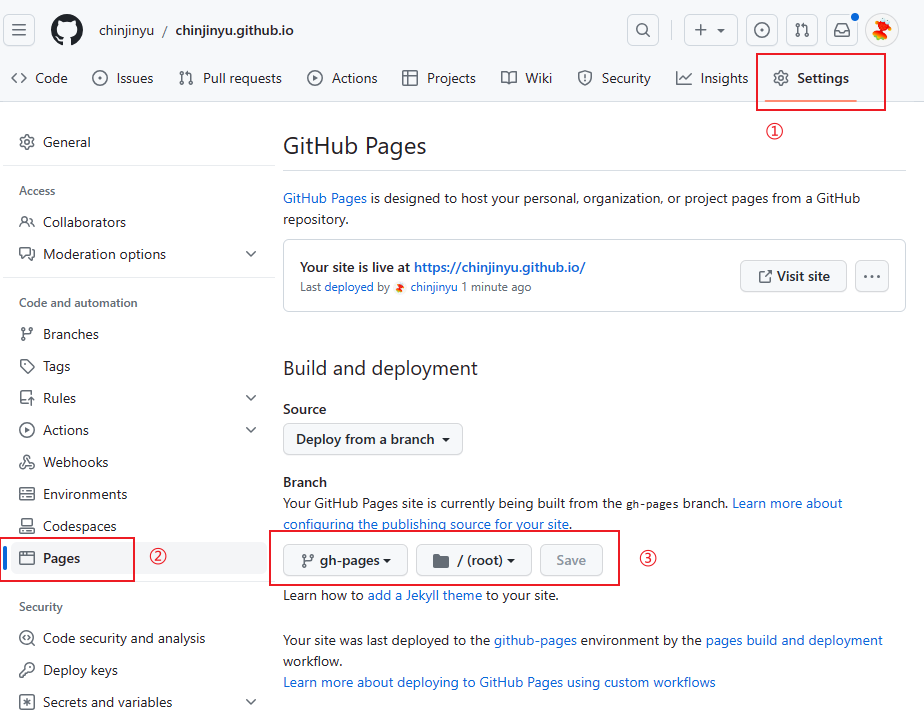 chinjinyu / chinjinyu.github.io
Code Issues Pull requests Actions Projects Wiki Security Insights Settings
①
General
Access
Collaborators
Moderation options
Code and automation
Branches
Tags
Rules
Actions
Webhooks
Environments
Codespaces
Pages
②
Security
Code security and analysis
Deploy keys
Secrets and variables
GitHub Pages
GitHub Pages is designed to host your personal, organization, or project pages from a GitHub
repository.
Your site is live at https://chinjinyu.github.io/
Last deployed by chinjinyu 1 minute ago
Visit site
Build and deployment
Source
Deploy from a branch
Branch
Your GitHub Pages site is currently being built from the gh-pages branch. Learn more about
configuring the publishing source for your site.
gh-pages / (root) Save
③
Learn how to add a Jekyll theme to your site.
Your site was last deployed to the github-pages environment by the pages build and deployment
workflow.
Learn more about deploying to GitHub Pages using custom workflows